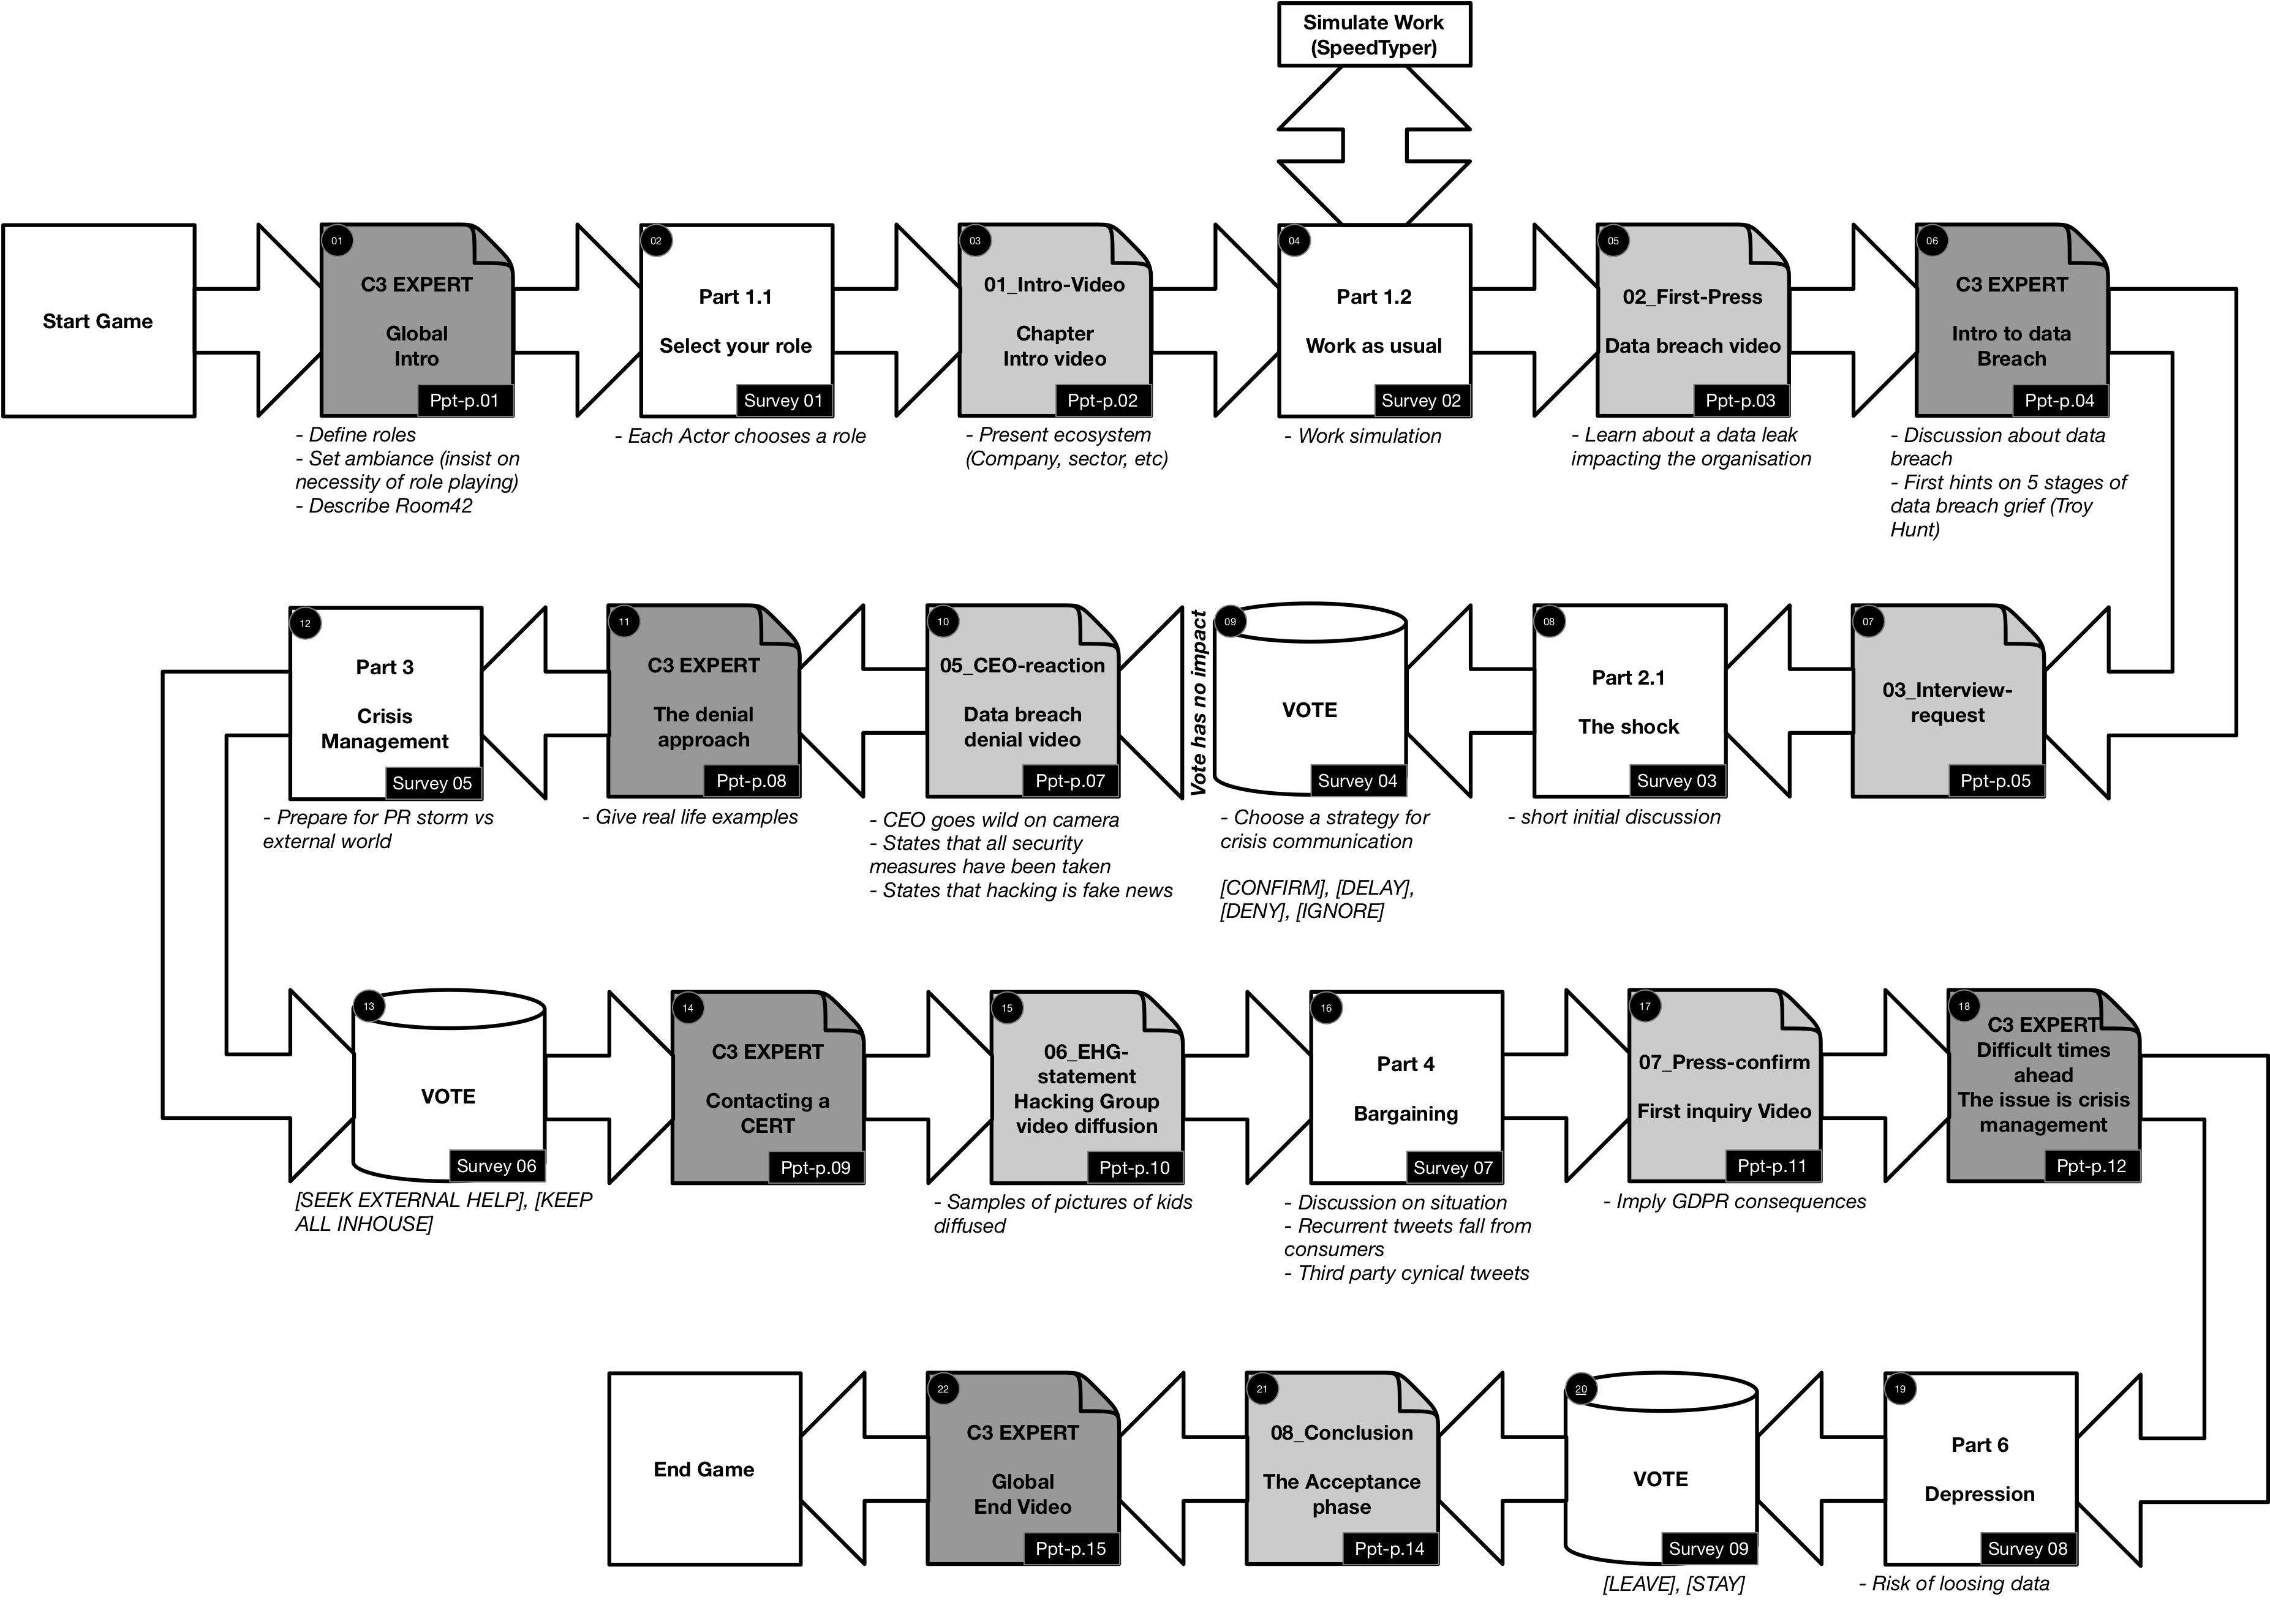 Simulate Work
(SpeedTyper)
Start Game
01
C3 EXPERT
Global
Intro
Ppt-p.01
- Define roles
- Set ambiance (insist on
necessity of role playing)
- Describe Room42
02
Part 1.1
Select your role
Survey 01
- Each Actor chooses a role
03
01_Intro-Video
Chapter
Intro video
Ppt-p.02
- Present ecosystem
(Company, sector, etc)
04
Part 1.2
Work as usual
Survey 02
- Work simulation
05
02_First-Press
Data breach video
Ppt-p.03
- Learn about a data leak
impacting the organisation
06
C3 EXPERT
Intro to data
Breach
Ppt-p.04
- Discussion about data
breach
- First hints on 5 stages of
data breach grief (Troy
Hunt)
07
03_Interview-
request
Ppt-p.05
08
Part 2.1
The shock
Survey 03
- short initial discussion
09
VOTE
Survey 04
- Choose a strategy for
crisis communication
[CONFIRM], [DELAY],
[DENY], [IGNORE]
Vote has no impact
10
05_CEO-reaction
Data breach
denial video
Ppt-p.07
- CEO goes wild on camera
- States that all security
measures have been taken
- States that hacking is fake news
11
C3 EXPERT
The denial
approach
Ppt-p.08
- Give real life examples
12
Part 3
Crisis
Management
Survey 05
- Prepare for PR storm vs
external world
13
VOTE
Survey 06
[SEEK EXTERNAL HELP], [KEEP
ALL INHOUSE]
14
C3 EXPERT
Contacting a
CERT
Ppt-p.09
15
06_EHG-
statement
Hacking Group
video diffusion
Ppt-p.10
- Samples of pictures of kids
diffused
16
Part 4
Bargaining
Survey 07
- Discussion on situation
- Recurrent tweets fall from
consumers
- Third party cynical tweets
17
07_Press-confirm
First inquiry Video
Ppt-p.11
- Imply GDPR consequences
18
C3 EXPERT
Difficult times
ahead
The issue is crisis
management
Ppt-p.12
19
Part 6
Depression
Survey 08
- Risk of loosing data
20
VOTE
Survey 09
[LEAVE], [STAY]
21
08_Conclusion
The Acceptance
phase
Ppt-p.14
22
C3 EXPERT
Global
End Video
Ppt-p.15
End Game